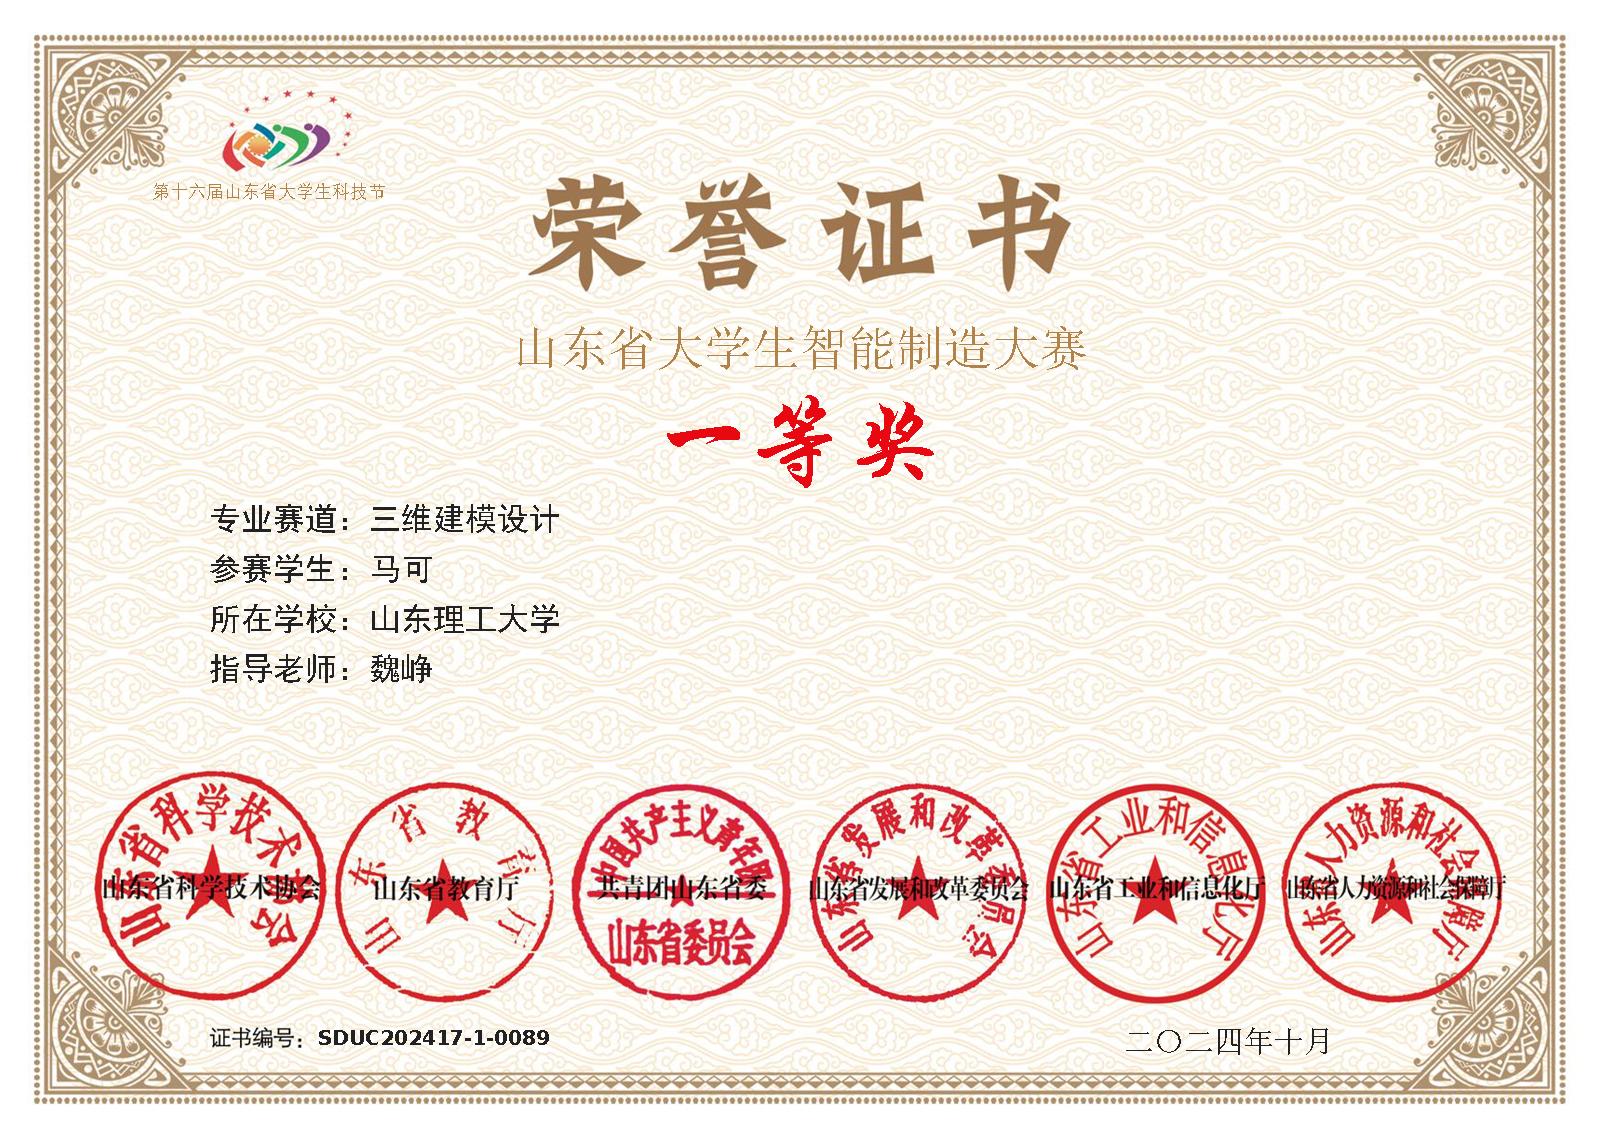 第十六届山东省大学生科技节
荣誉证书
山东省大学生智能制造大赛
一等奖
专业赛道：三维建模设计
参赛学生：马可
所在学校：山东理工大学
指导老师：魏峥
山东省科学技术协会
山东省教育厅
中国共产主义青年团
山东省委员会
山东省发展和改革委员会
山东省工业和信息化厅
山东省人力资源和社会保障厅
山东省科学技术协会 山东省教育厅 共青团山东省委 山东省发展和改革委员会 山东省工业和信息化厅 山东省人力资源和社会保障厅
证书编号：SDUC202417-1-0089
二〇二四年十月